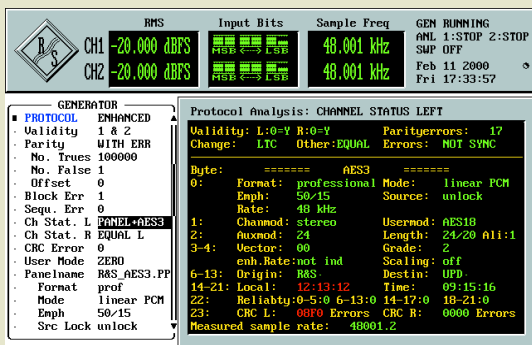 RMS Input Bits Sample Freq GEN RUNNING
R S CH1 -20.000 dBFS MSB <--> LSB 48.001 kHz ANL 1:STOP 2:STOP
SWP OFF
CH2 -20.000 dBFS MSB <--> LSB 48.001 kHz Feb 11 2000
Fri 17:33:57
GENERATOR
PROTOCOL ENHANCED
Validity 1 & 2
Parity WITH ERR
No. Trues 100000
No. False 1
Offset 0
Block Err 1
Sequ. Err 0
Ch Stat. L PANEL+AES3
Ch Stat. R EQUAL L
CRC Error 0
User Mode ZERO
Panelname R&S_AES3.PP
Format prof
Mode linear PCM
Emph 50/15
Src Lock unlock
Protocol Analysis: CHANNEL STATUS LEFT
Validity: L:0=Y R:0=Y Parityerrors: 17
Change: LTC Other:EQUAL Errors: NOT SYNC
Byte: ======= AES3 =======
0: Format: professional Mode: linear PCM
Emph: 50/15 Source: unlock
Rate: 48 kHz
1: Chanmod: stereo Usermod: AES18
2: Auxmod: 24 Length: 24/20 Ali:1
3-4: Vector: 00 Grade: 2
enh.Rate:not ind Scaling: off
6-13: Origin: R&S- Destin: UPD-
14-21: Local: 12:13:12 Time: 09:15:16
22: Reliabty:0-5:0 6-13:0 14-17:0 18-21:0
23: CRC L: 08F0 Errors CRC R: 0000 Errors
Measured sample rate: 48001.2